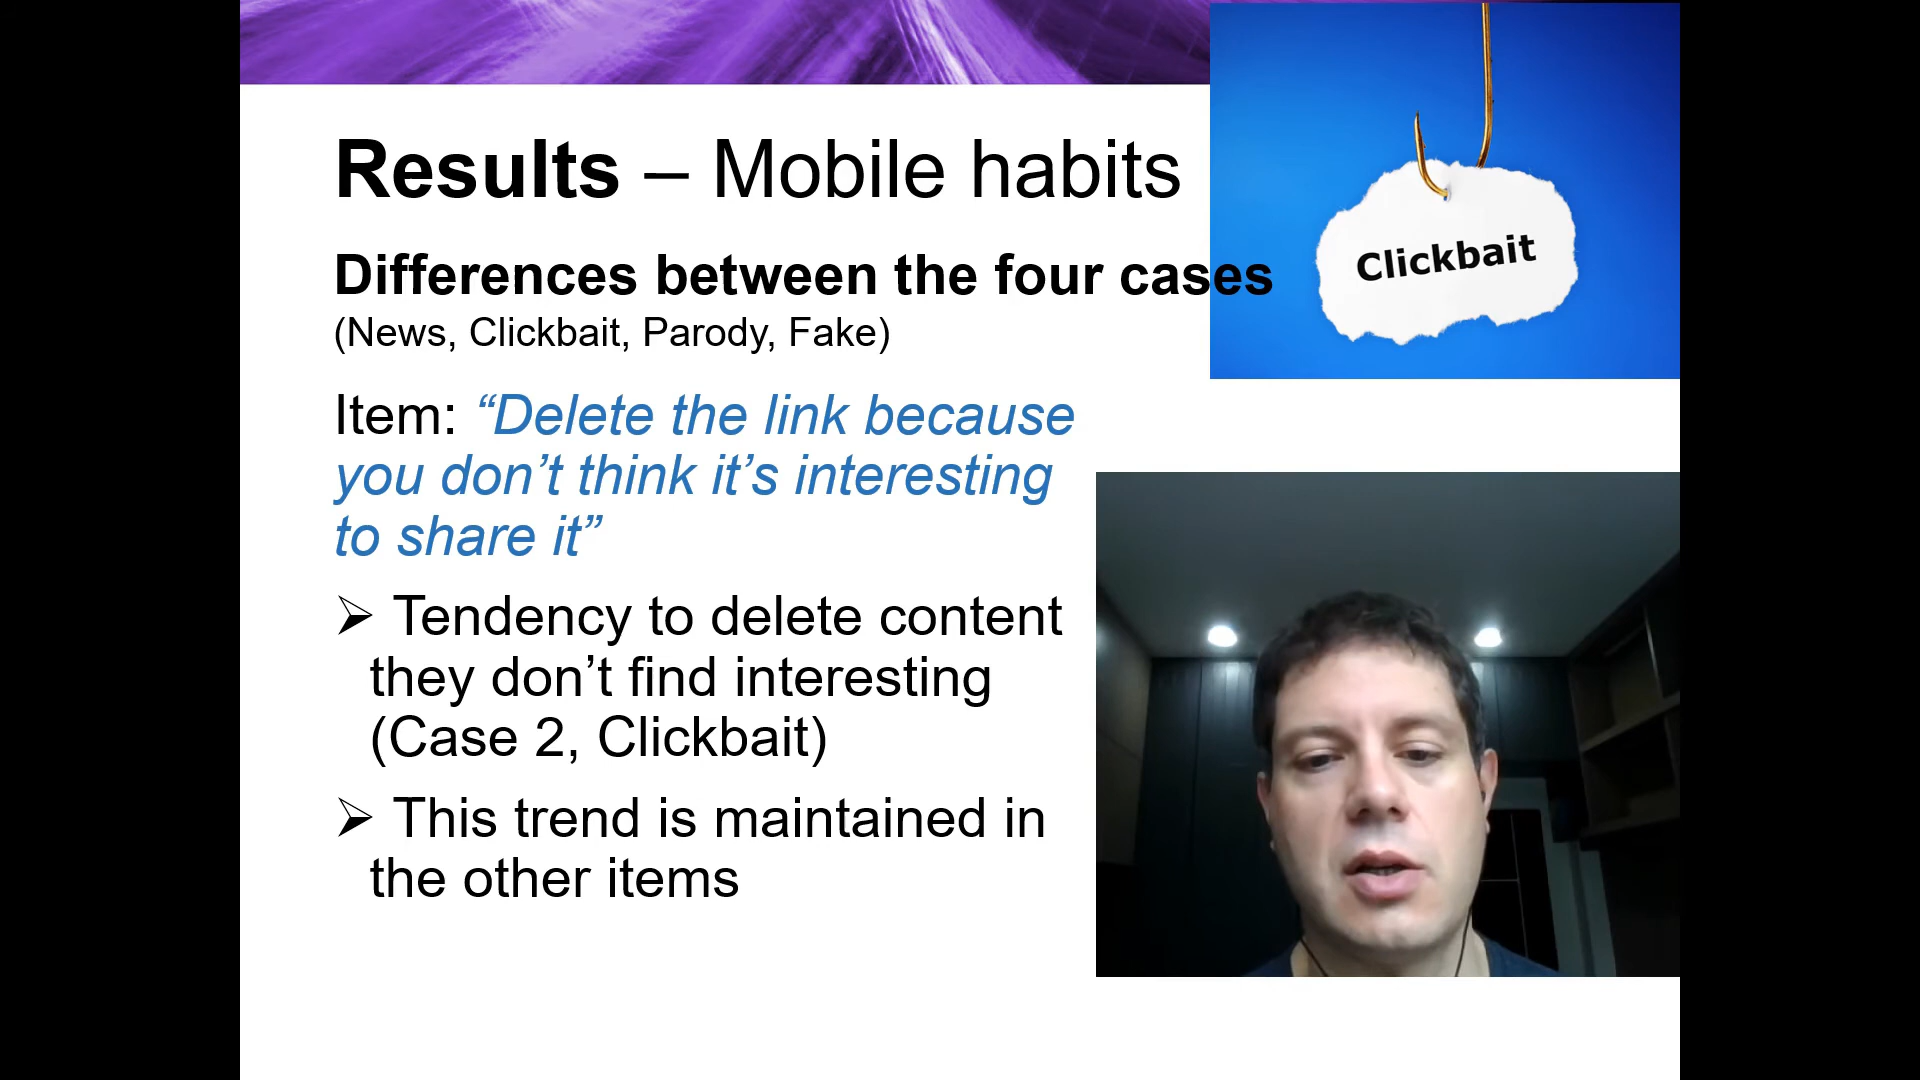 Results – Mobile habits
Differences between the four cases
(News, Clickbait, Parody, Fake)
Item: “Delete the link because
you don’t think it’s interesting
to share it”
➢ Tendency to delete content
they don’t find interesting
(Case 2, Clickbait)
➢ This trend is maintained in
the other items
Clickbait